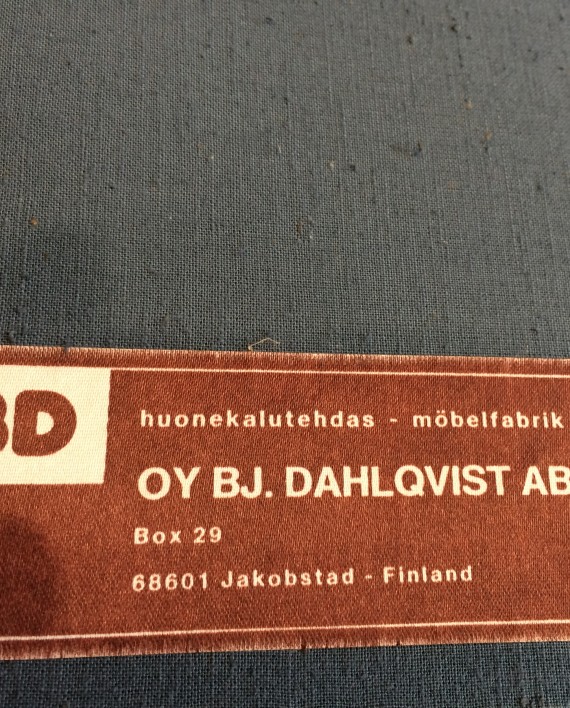 BD
huonekalutehdas - möbelfabrik
OY BJ. DAHLQVIST AB
Box 29
68601 Jakobstad - Finland